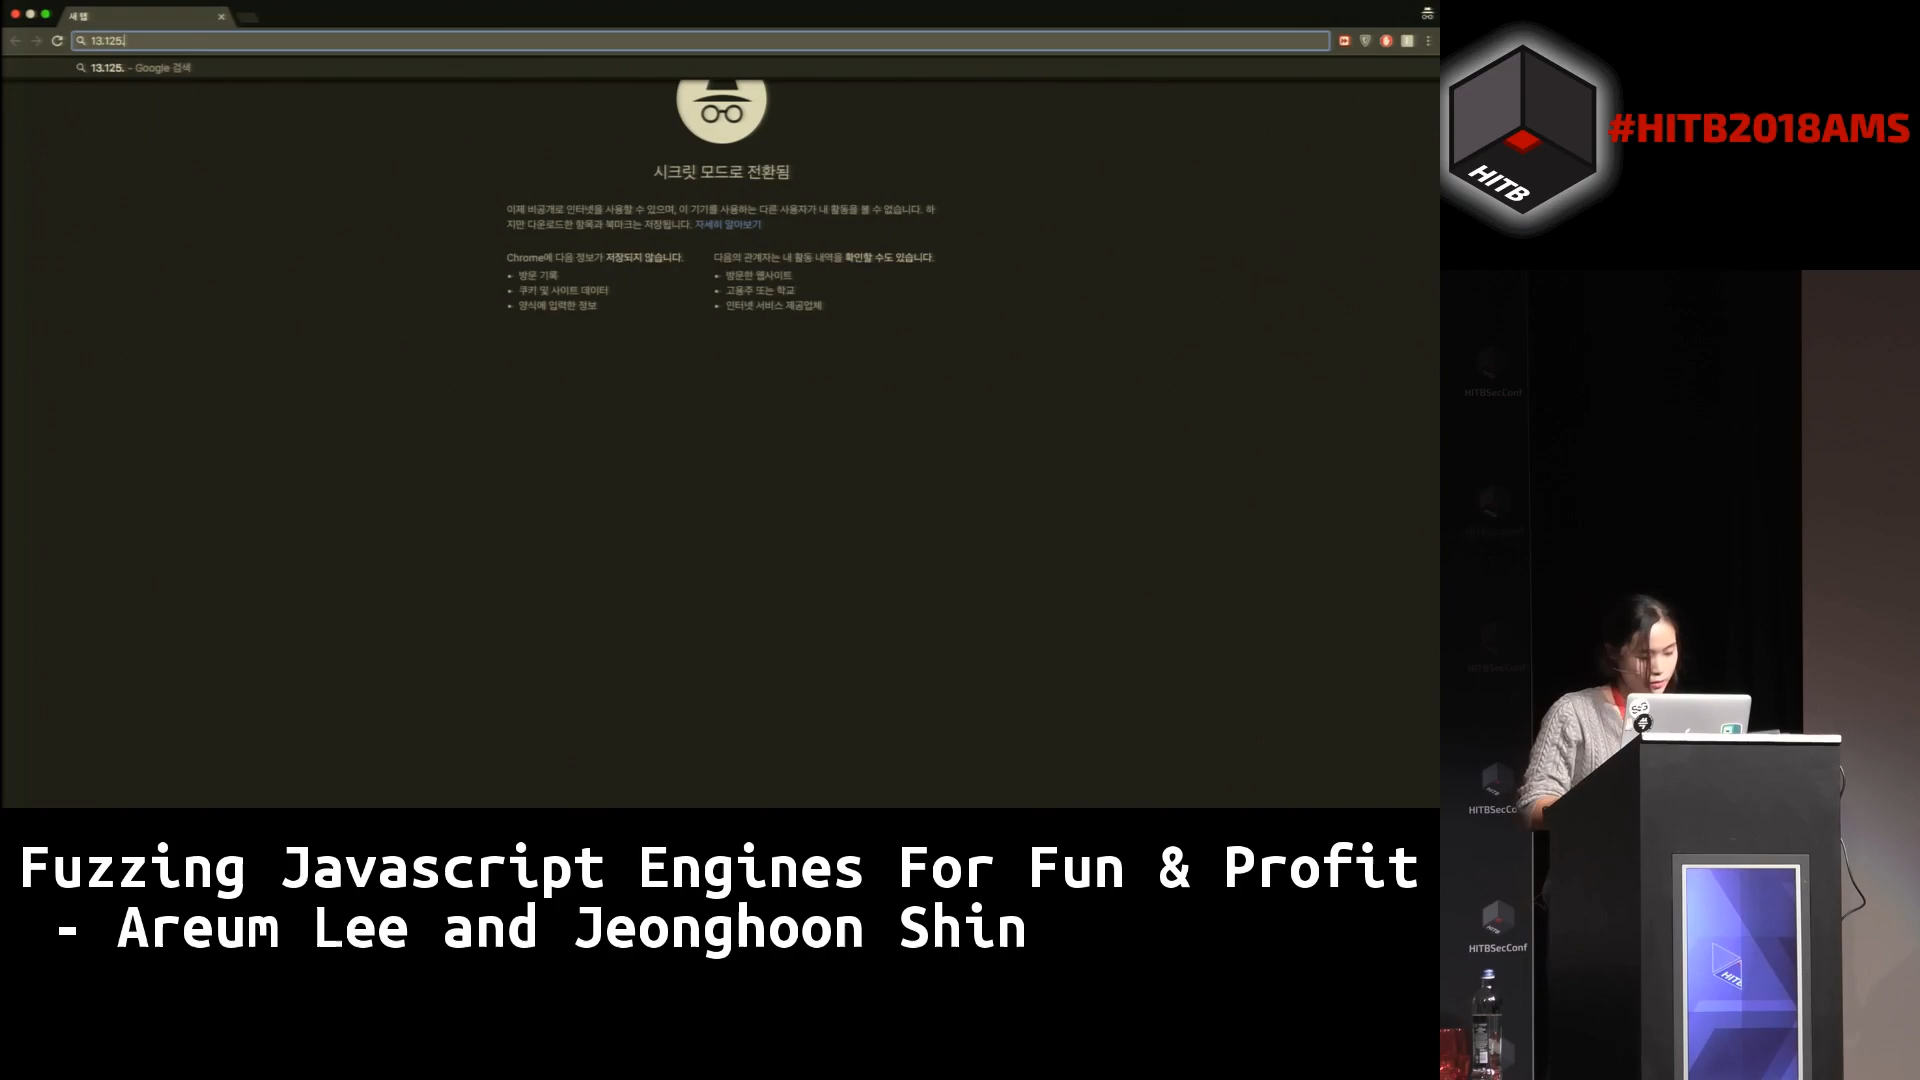 새 탭
13.125.
13.125. - Google 검색
시크릿 모드로 전환됨
이제 비공개로 인터넷을 사용할 수 있으며, 이 기기를 사용하는 다른 사용자가 내 활동을 볼 수 없습니다. 하
지만 다운로드한 항목과 북마크는 저장됩니다. 자세히 알아보기
Chrome에 다음 정보가 저장되지 않습니다.
• 방문 기록
• 쿠키 및 사이트 데이터
• 양식에 입력한 정보
다음의 관계자는 내 활동 내역을 확인할 수도 있습니다.
• 방문한 웹사이트
• 고용주 또는 학교
• 인터넷 서비스 제공업체
HITB
#HITB2018AMS
HITBSecConf
HITBSecConf
HITBSecCo
HITBSecConf
HITB
Fuzzing Javascript Engines For Fun & Profit
- Areum Lee and Jeonghoon Shin